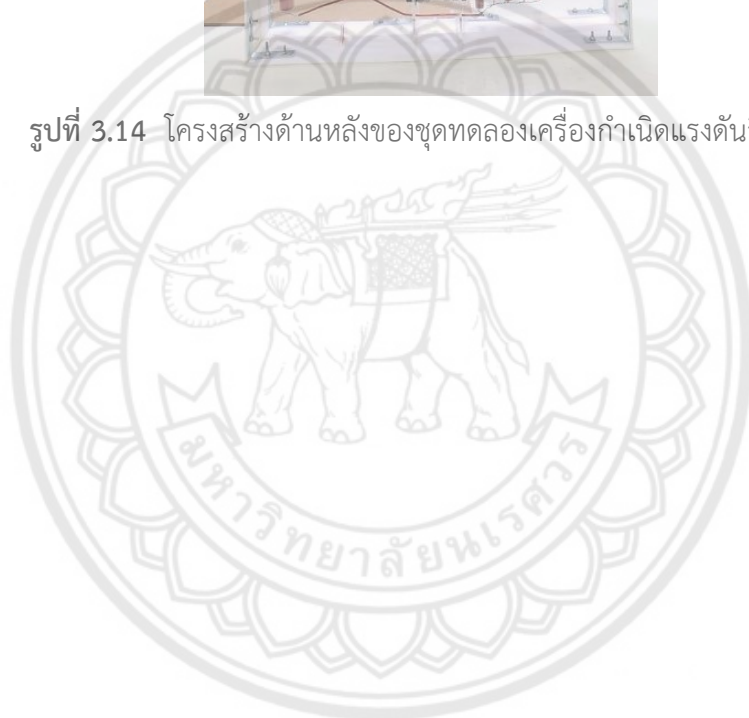 รูปที่ 3.14 โครงสร้างด้านหลังของชุดทดลองเครื่องกำเนิดแรงดัน
มหาวิทยาลัยนเรศวร